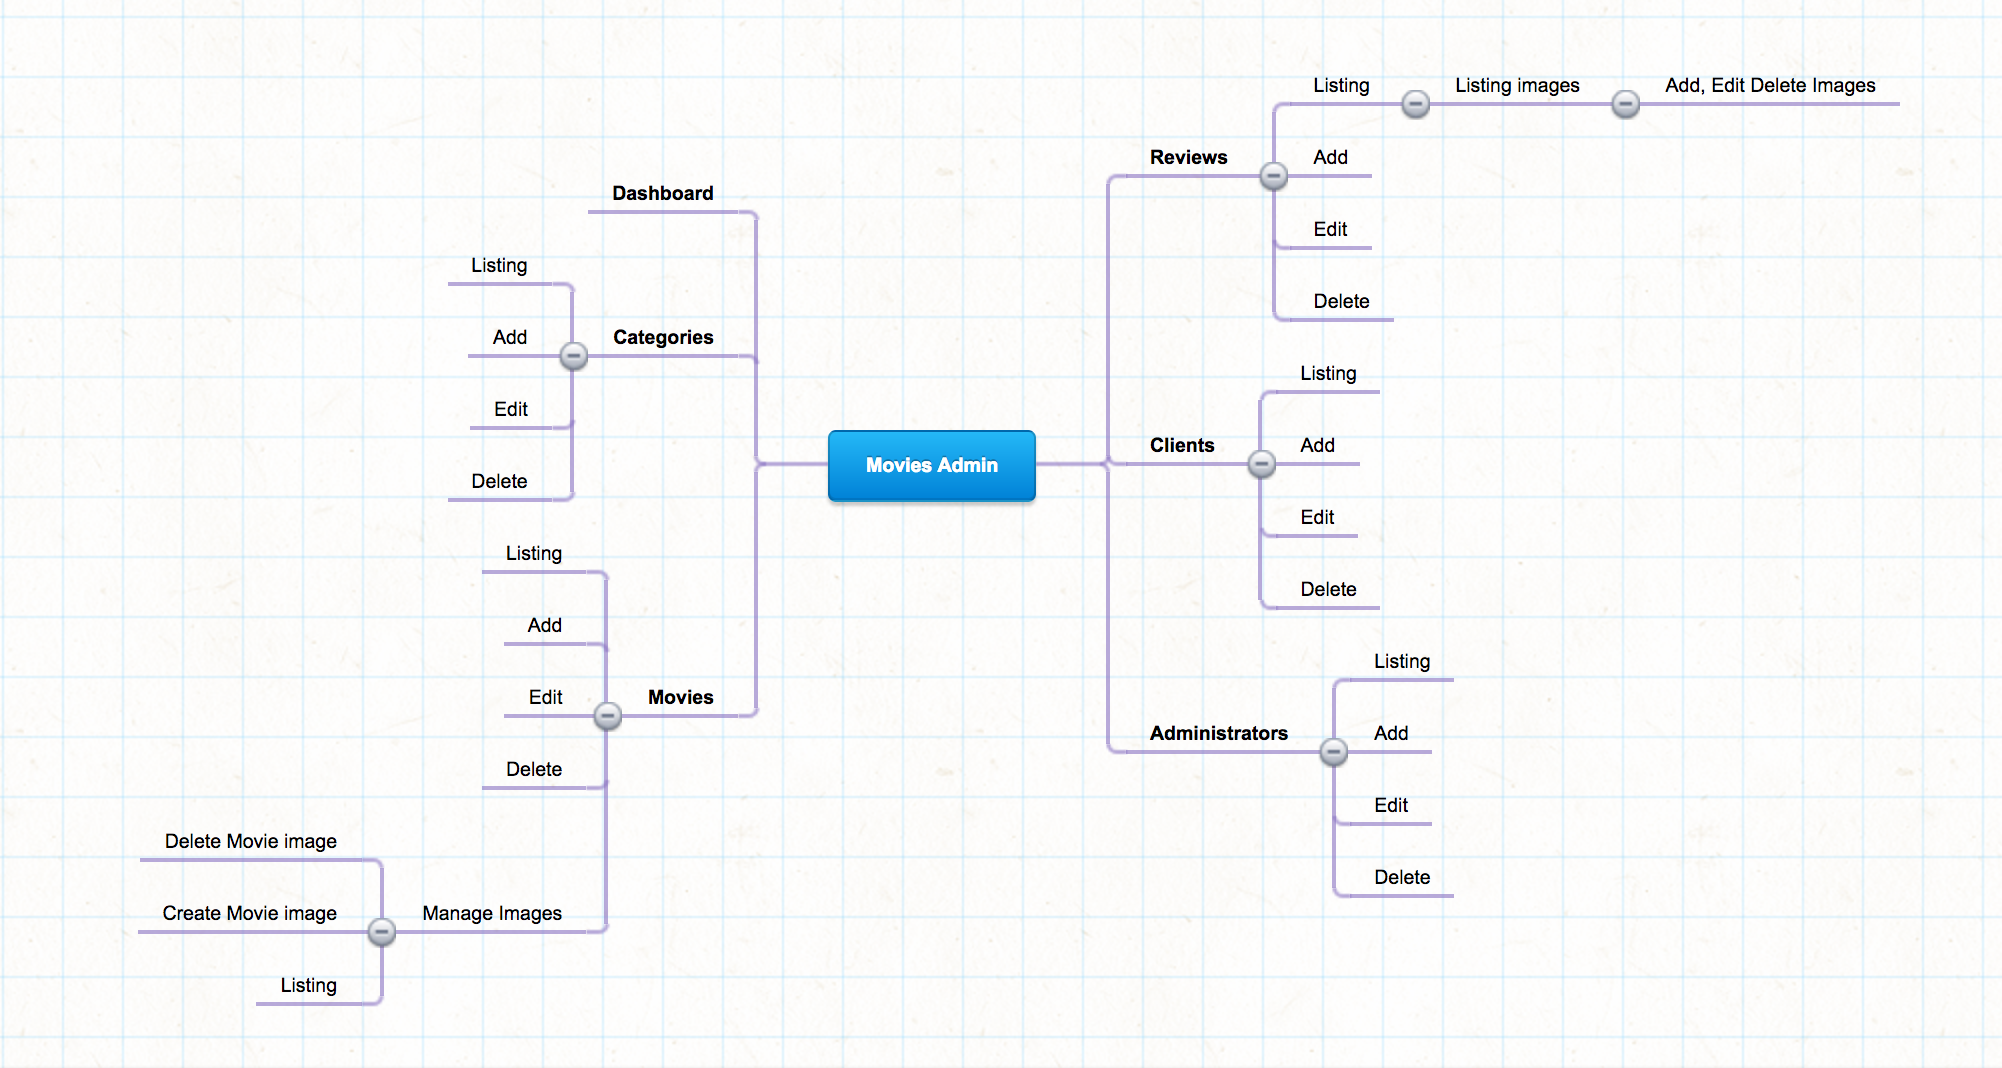 Movies Admin
Dashboard
Categories
Listing
Add
Edit
Delete
Movies
Listing
Add
Edit
Delete
Manage Images
Delete Movie image
Create Movie image
Listing
Reviews
Listing
Listing images
Add, Edit Delete Images
Add
Edit
Delete
Clients
Listing
Add
Edit
Delete
Administrators
Listing
Add
Edit
Delete